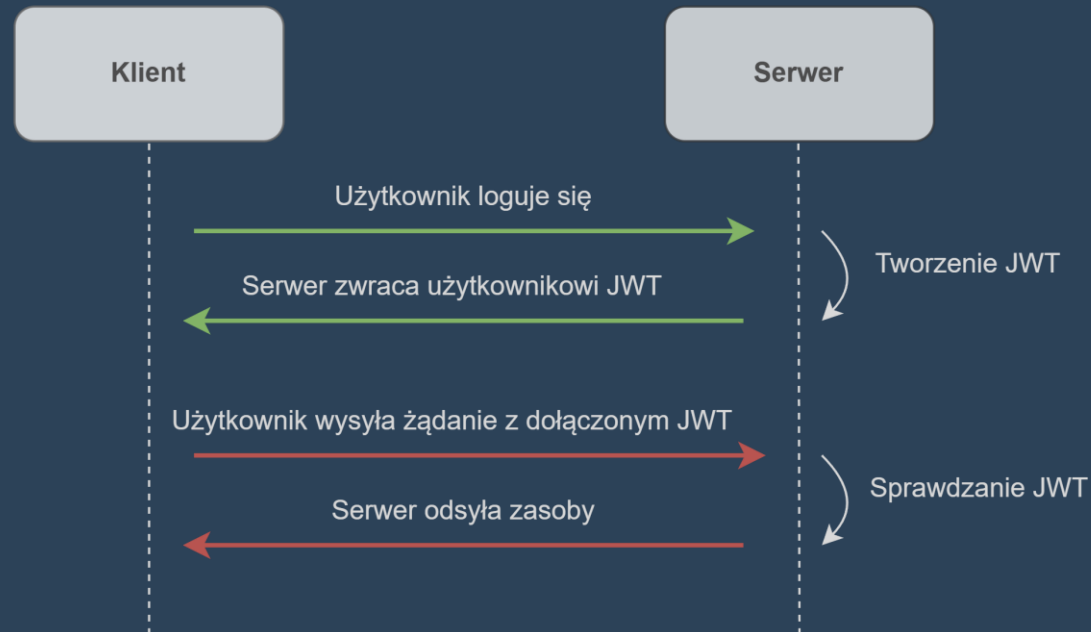 Klient
Serwer
Użytkownik loguje się
Tworzenie JWT
Serwer zwraca użytkownikowi JWT
Użytkownik wysyła żądanie z dołączonym JWT
Sprawdzanie JWT
Serwer odsyła zasoby